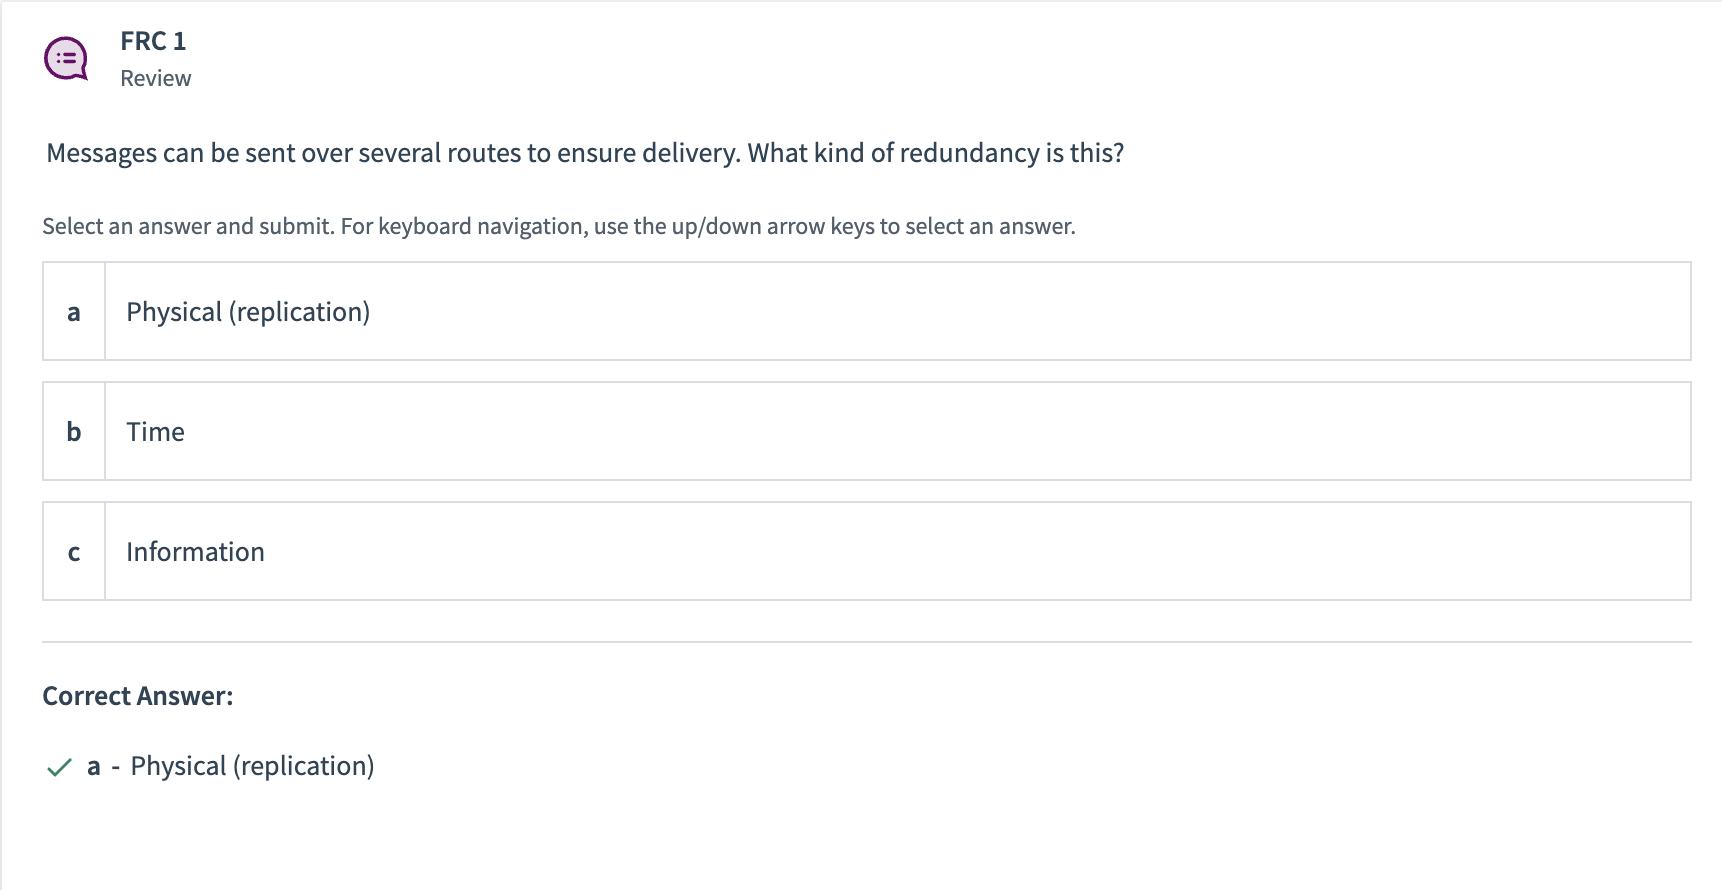 FRC 1
Review
Messages can be sent over several routes to ensure delivery. What kind of redundancy is this?
Select an answer and submit. For keyboard navigation, use the up/down arrow keys to select an answer.
a Physical (replication)
b Time
c Information
Correct Answer:
a - Physical (replication)